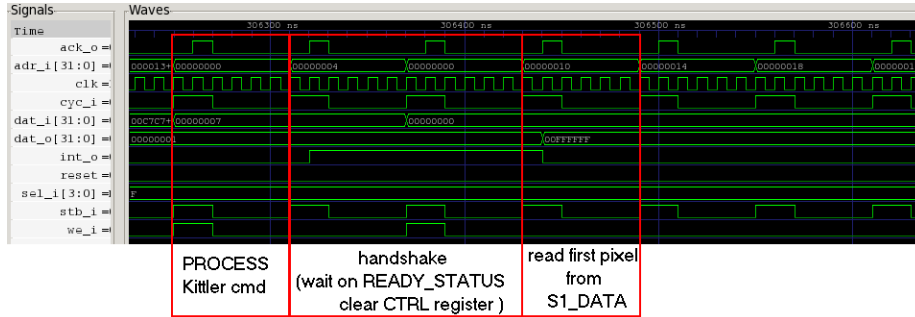 Signals
Waves
Time
306300 ns
306400 ns
306500 ns
306600 ns
ack_o =
adr_i[31:0] =
000013+
00000000
00000004
00000000
00000010
00000014
00000018
0000001
clk =
cyc_i =
dat_i[31:0] =
00C7C7+
00000007
00000000
dat_o[31:0] =
00000001
00FFFFFF
int_o =
reset =
sel_i[3:0] =
F
stb_i =
we_i =
PROCESS
Kittler cmd
handshake
(wait on READY_STATUS
clear CTRL register )
read first pixel
from
S1_DATA